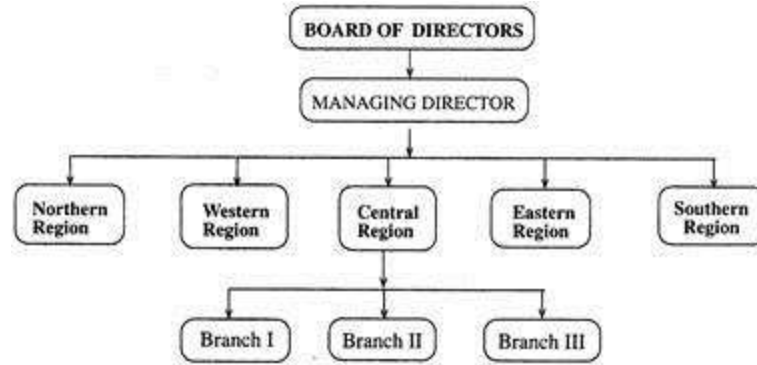 BOARD OF DIRECTORS
MANAGING DIRECTOR
Northern
Region
Western
Region
Central
Region
Eastern
Region
Southern
Region
Branch I
Branch II
Branch III